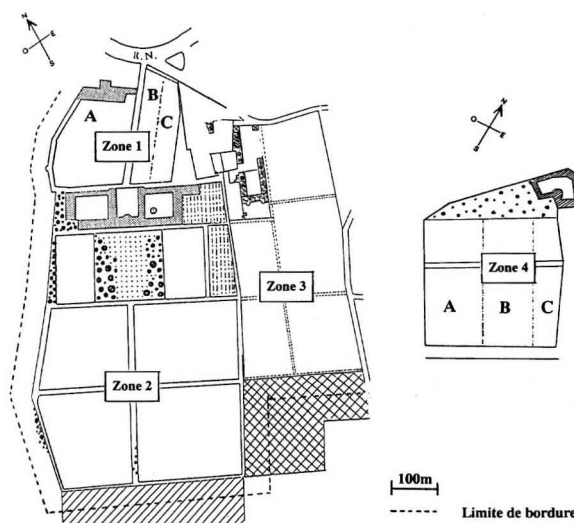 N
O E
S
R.N.
A
B
C
Zone 1
Zone 3
Zone 2
N
O E
S
Zone 4
A B C
100m
Limite de bordure